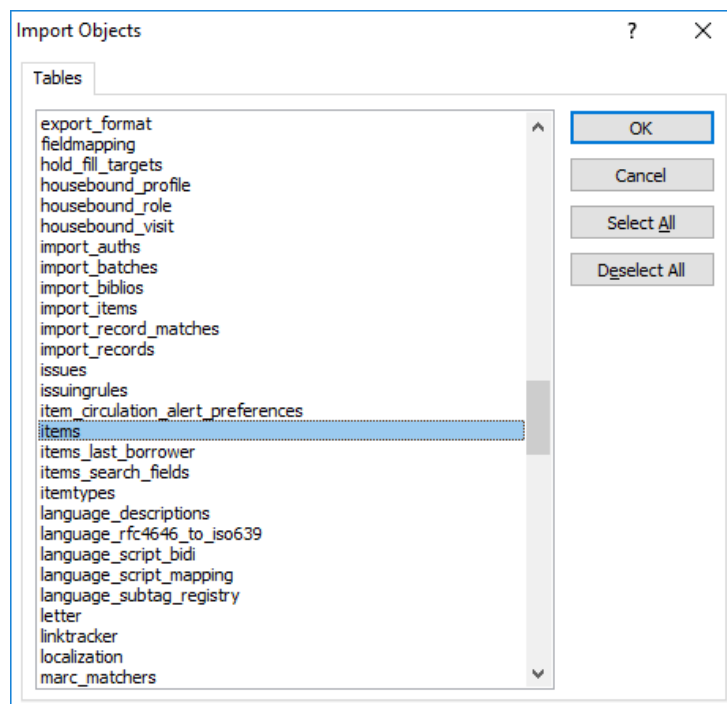 Import Objects
?
Tables
export_format
fieldmapping
hold_fill_targets
housebound_profile
housebound_role
housebound_visit
import_auths
import_batches
import_biblios
import_items
import_record_matches
import_records
issues
issuingrules
item_circulation_alert_preferences
items
items_last_borrower
items_search_fields
itemtypes
language_descriptions
language_rfc4646_to_iso639
language_script_bidi
language_script_mapping
language_subtag_registry
letter
linktracker
localization
marc_matchers
OK
Cancel
Select All
Deselect All